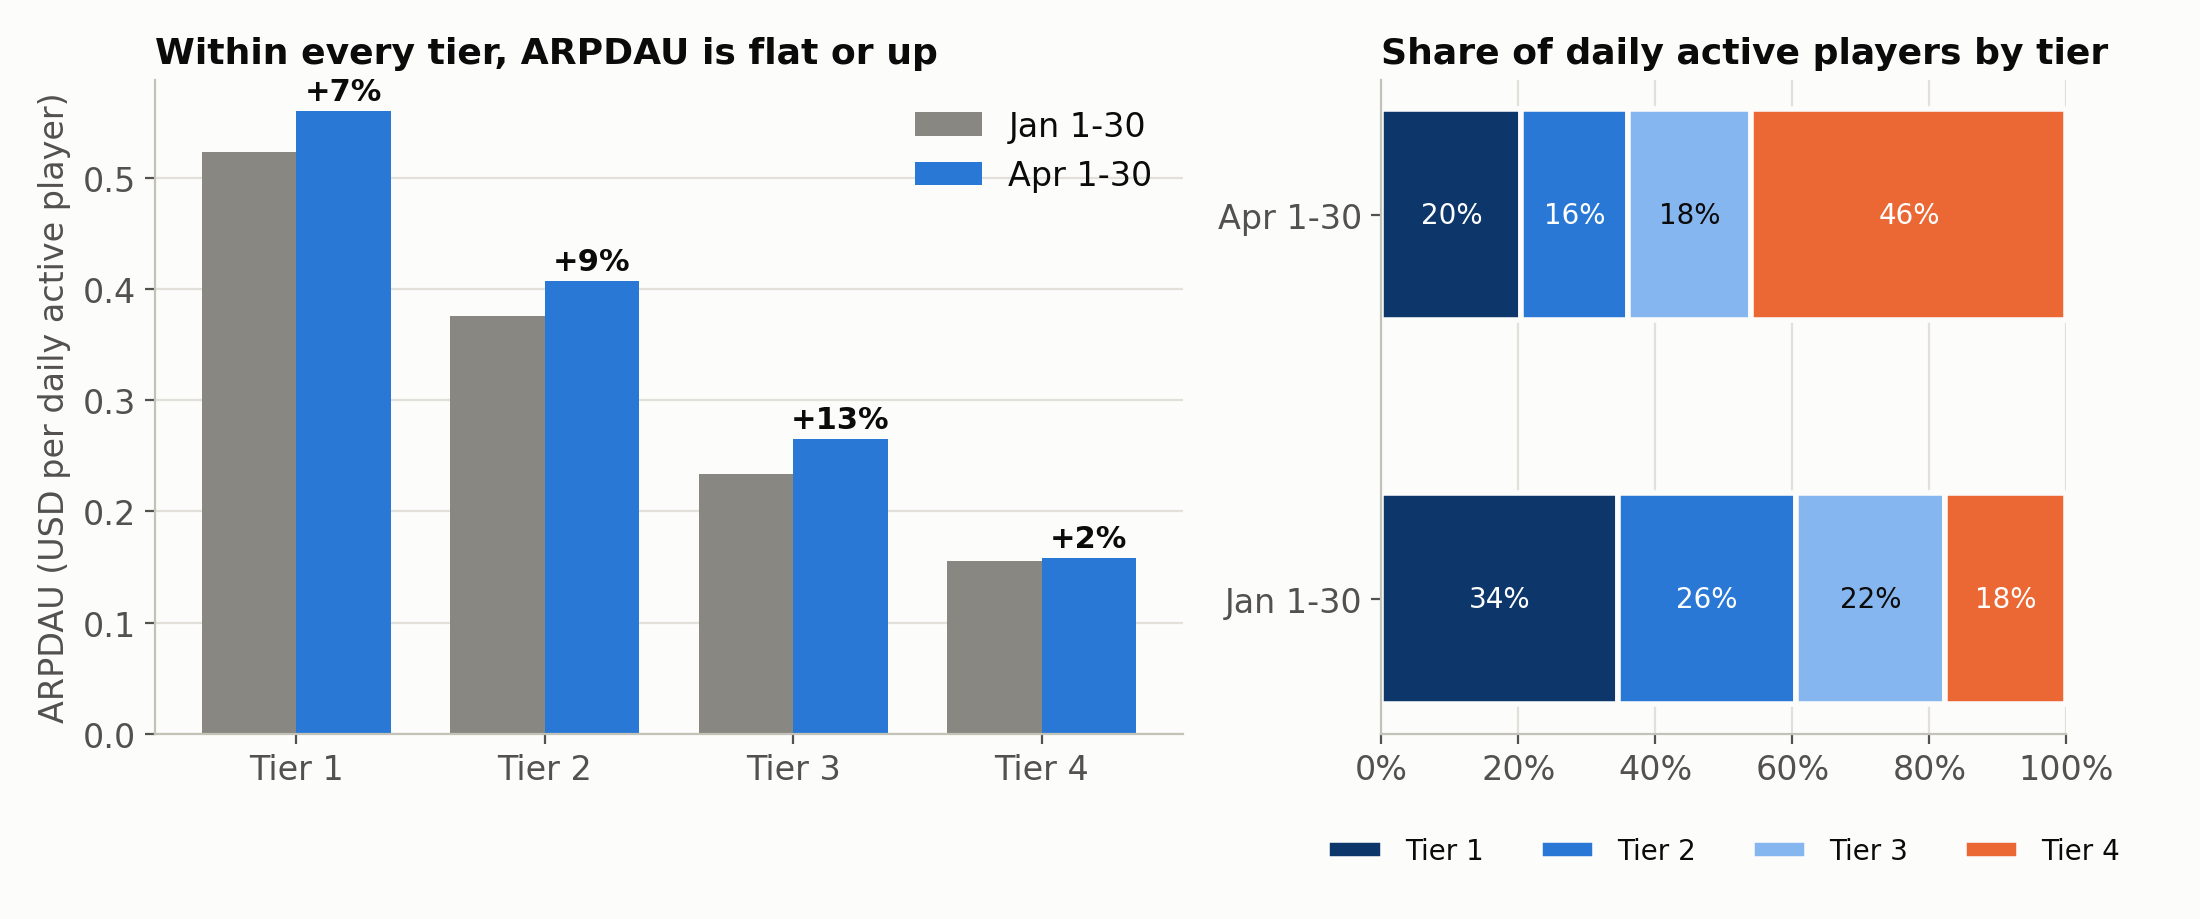 Within every tier, ARPDAU is flat or up
ARPDAU (USD per daily active player)
0.5
0.4
0.3
0.2
0.1
0.0
+7%
+9%
+13%
+2%
Jan 1-30
Apr 1-30
Tier 1
Tier 2
Tier 3
Tier 4
Share of daily active players by tier
Apr 1-30
20%
16%
18%
46%
Jan 1-30
34%
26%
22%
18%
0%
20%
40%
60%
80%
100%
Tier 1
Tier 2
Tier 3
Tier 4